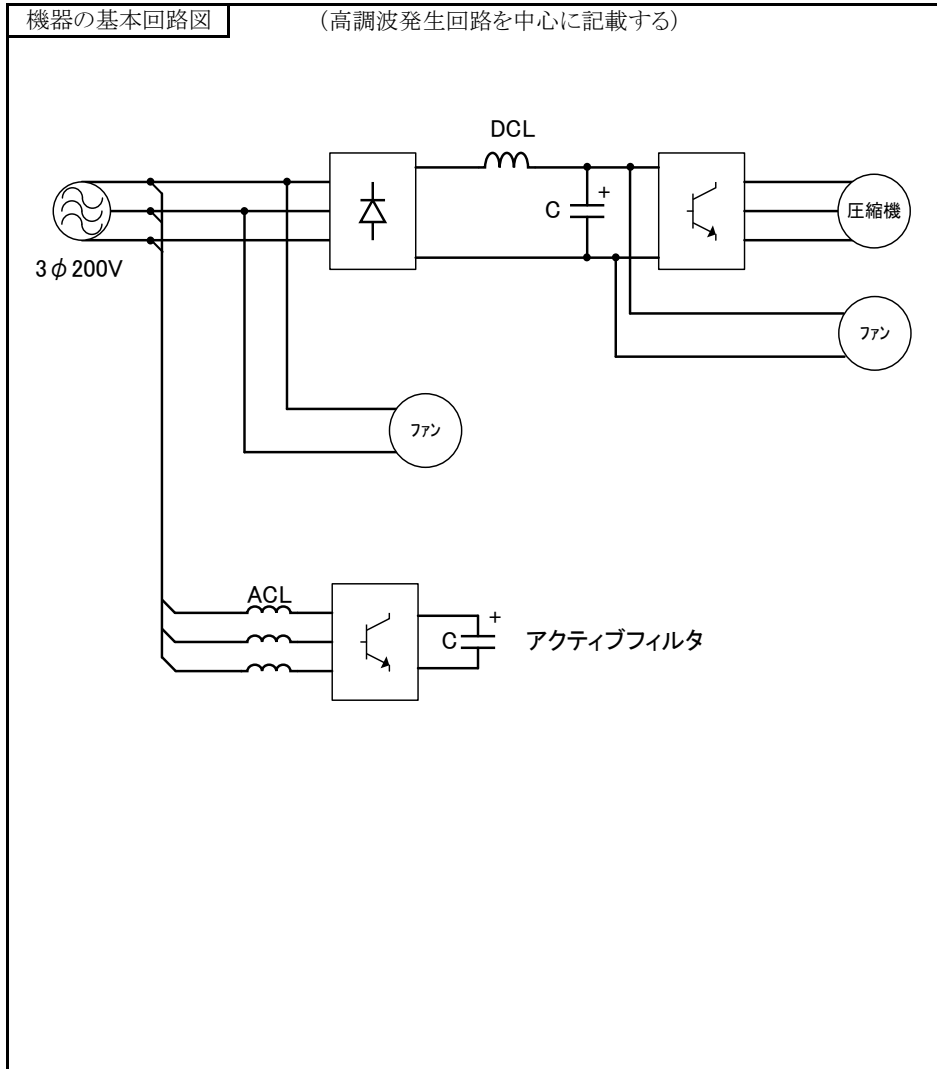 機器の基本回路図
(高調波発生回路を中心に記載する)
DCL
C
+
圧縮機
3φ200V
ファン
ファン
ACL
C
+
アクティブフィルタ